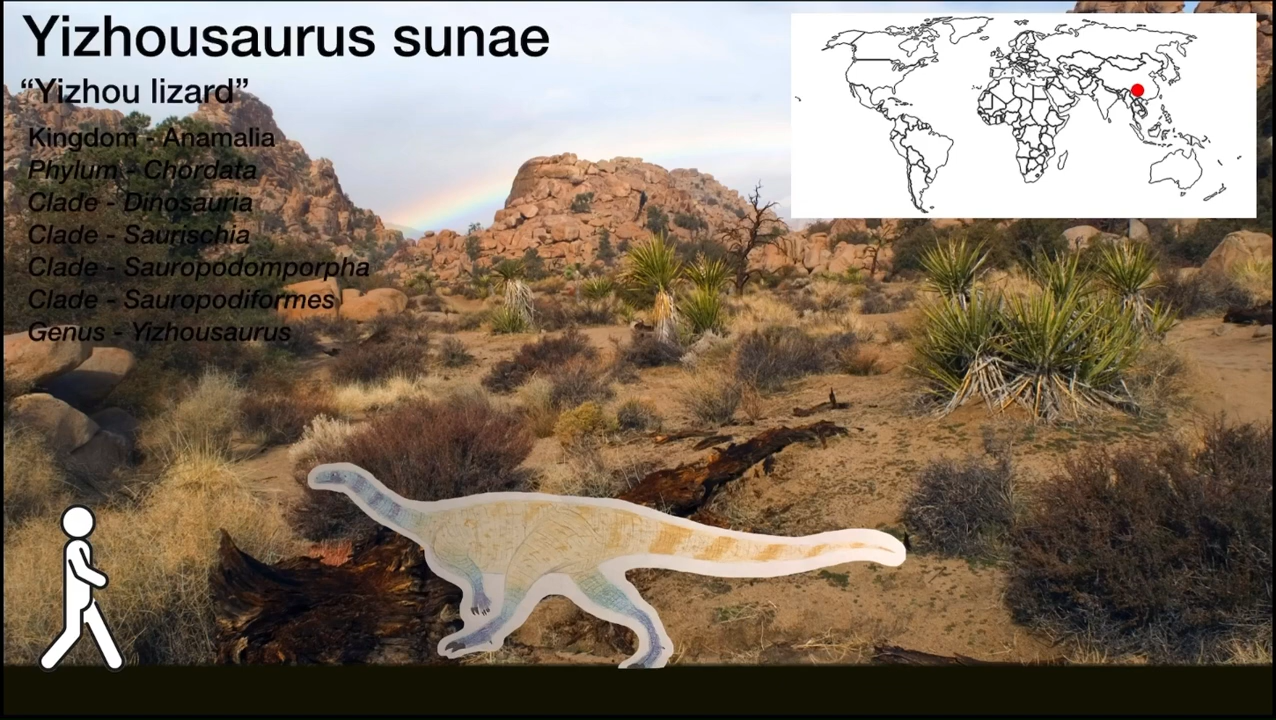 Yizhousaurus sunae
“Yizhou lizard”
Kingdom - Anamalia
Phylum - Chordata
Clade - Dinosauria
Clade - Saurischia
Clade - Sauropodomporpha
Clade - Sauropodiformes
Genus - Yizhousaurus